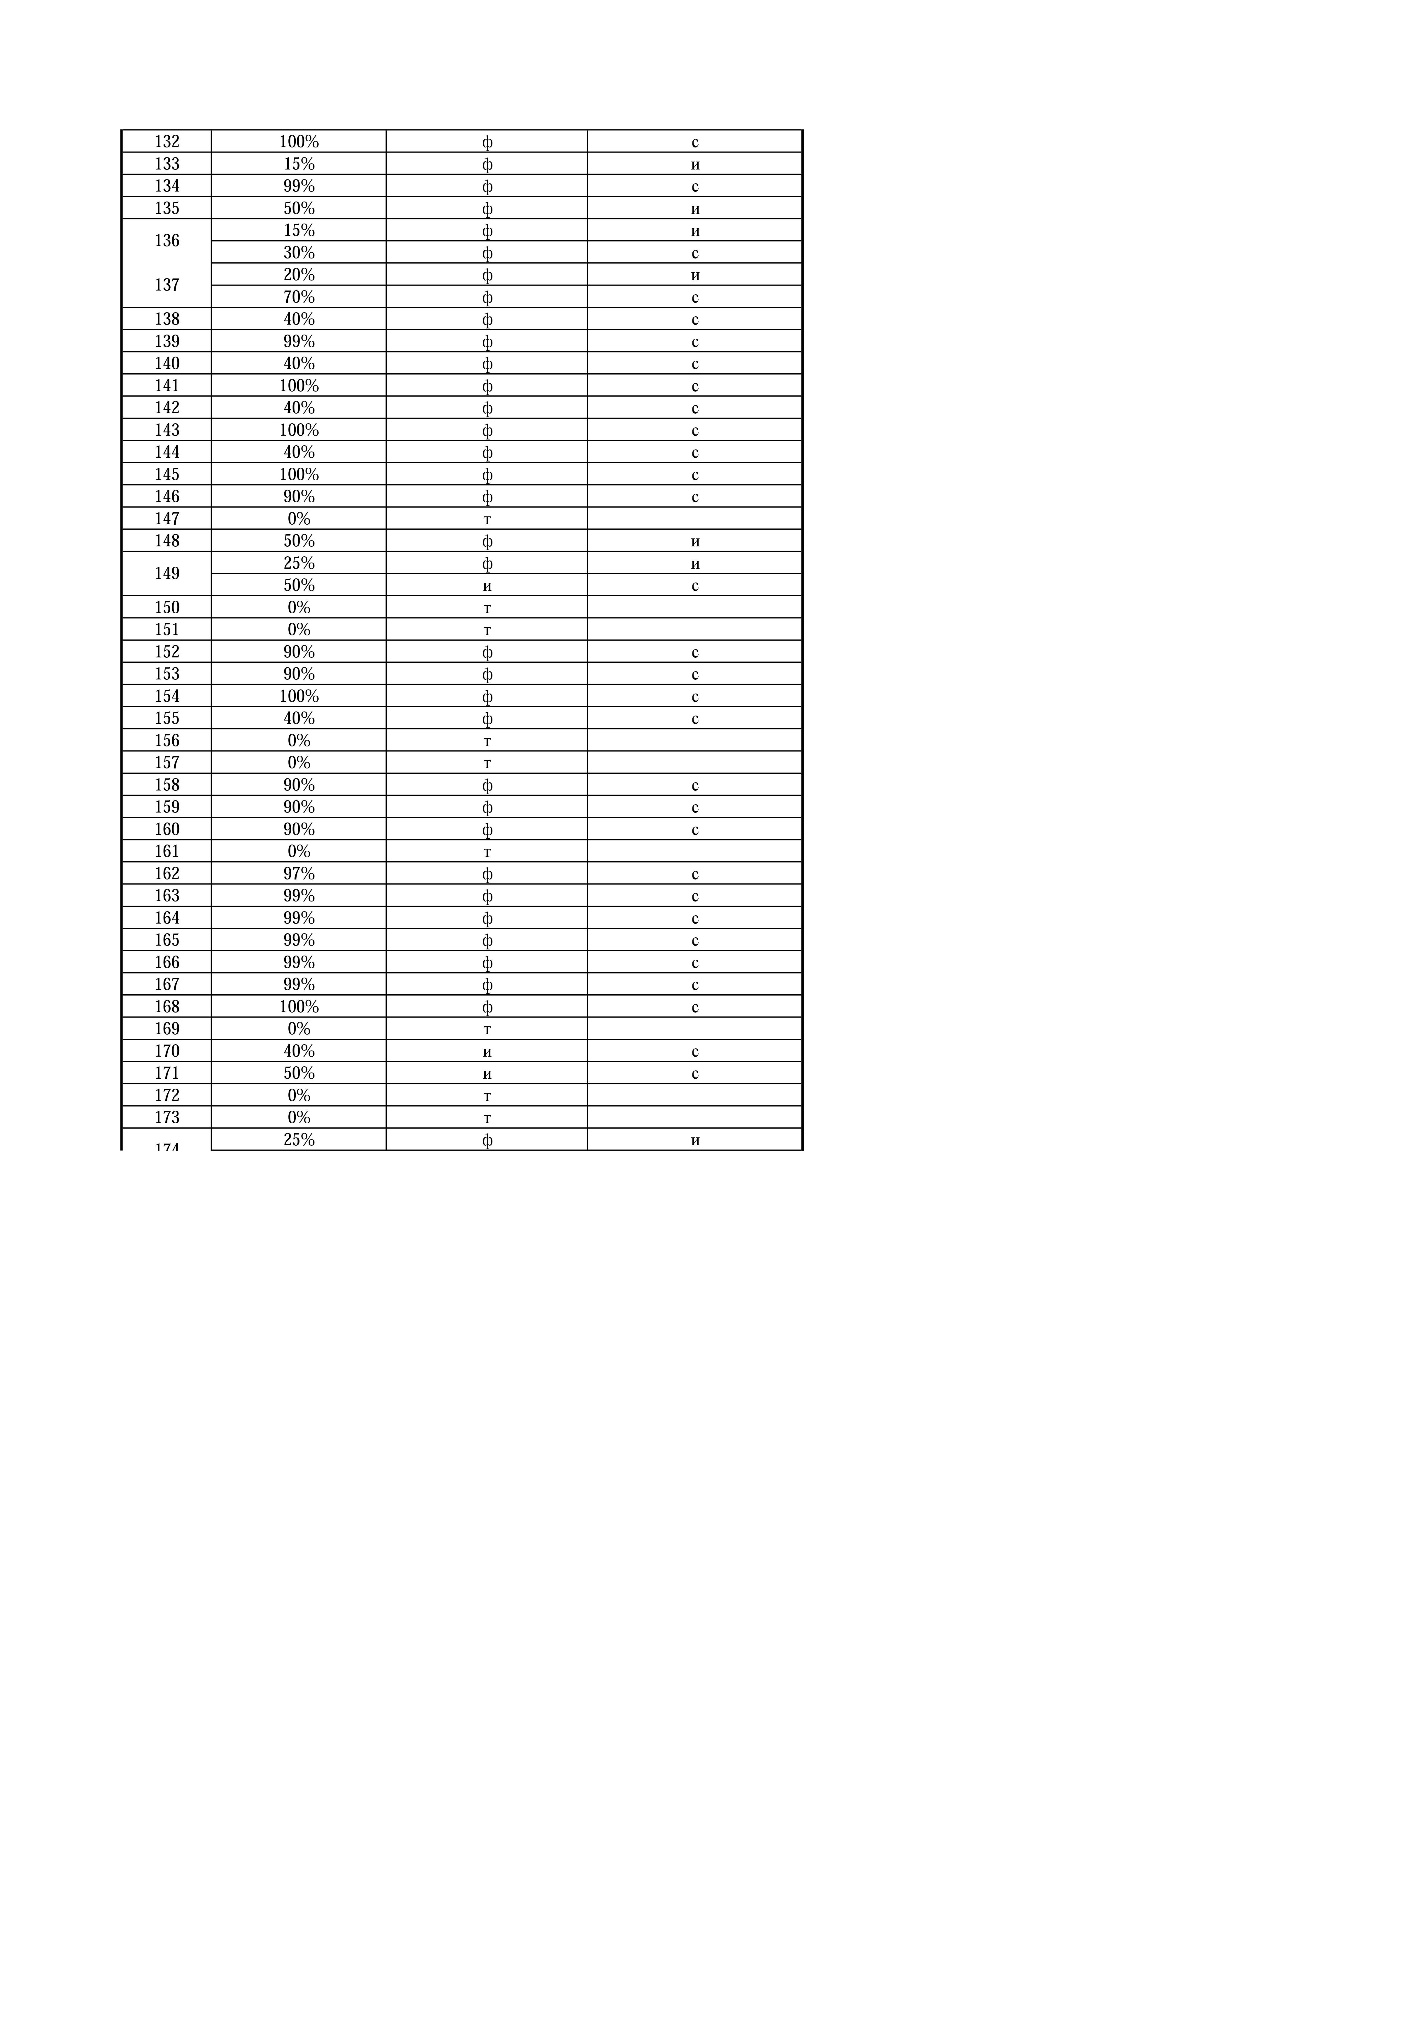 132 100% ф с
133 15% ф и
134 99% ф с
135 50% ф и
136 15% ф и
30% ф с
137 20% ф и
70% ф с
138 40% ф с
139 99% ф с
140 40% ф с
141 100% ф с
142 40% ф с
143 100% ф с
144 40% ф с
145 100% ф с
146 90% ф с
147 0% т
148 50% ф и
149 25% ф и
50% и с
150 0% т
151 0% т
152 90% ф с
153 90% ф с
154 100% ф с
155 40% ф с
156 0% т
157 0% т
158 90% ф с
159 90% ф с
160 90% ф с
161 0% т
162 97% ф с
163 99% ф с
164 99% ф с
165 99% ф с
166 99% ф с
167 99% ф с
168 100% ф с
169 0% т
170 40% и с
171 50% и с
172 0% т
173 0% т
174 25% ф и